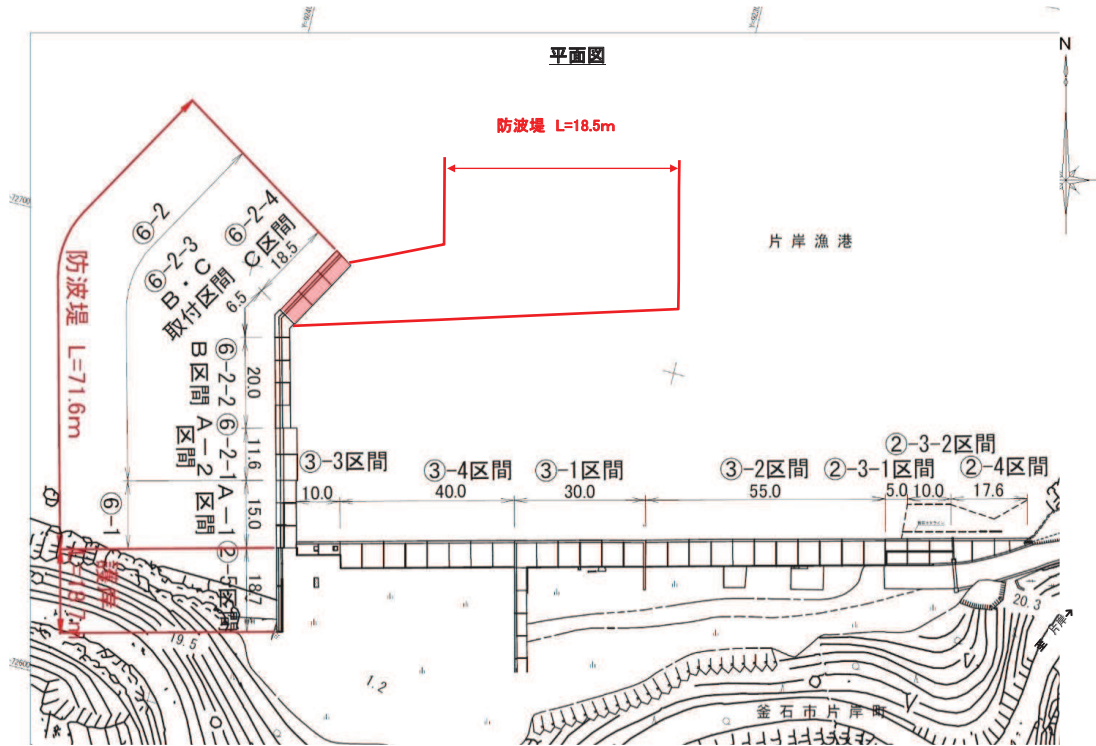 平面図
N
防波堤 L=18.5m
片岸漁港
⑥-2
⑥-2-4
C区間
18.5
⑥-2-3
B・C
取付区間
6.5
防波堤 L=71.6m
⑥-2-2
B区間
20.0
⑥-2-1
A-2
区間
11.6
A-1
区間
15.0
⑥-1
②-5区間
18.7
護岸
③-3区間
10.0
③-4区間
40.0
③-1区間
30.0
③-2区間
55.0
②-3-1区間
5.0
②-3-2区間
10.0
②-4区間
17.6
19.5
1.2
20.3
至 片岸
釜石市片岸町